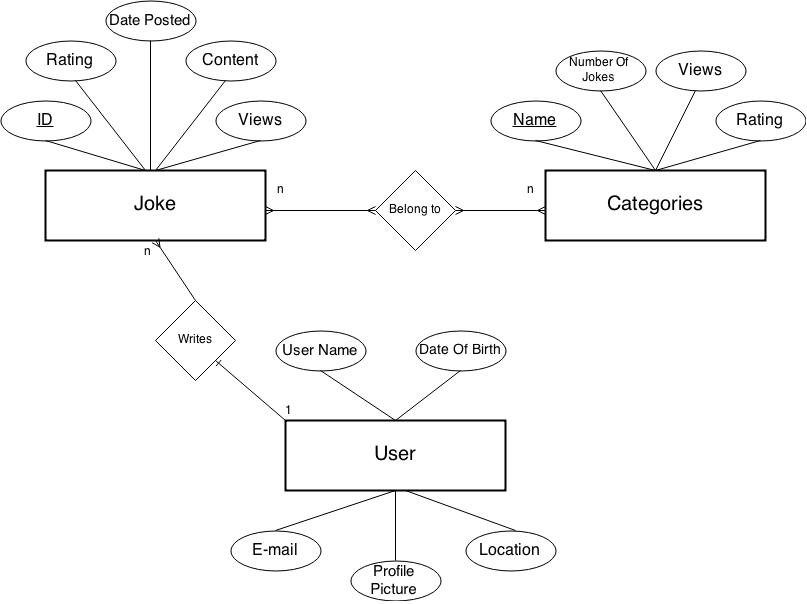 Date Posted
Rating
Content
ID
Views
Number Of
Jokes
Views
Name
Rating
Joke
n
Belong to
n
Categories
n
Writes
User Name
Date Of Birth
1
User
E-mail
Profile
Picture
Location